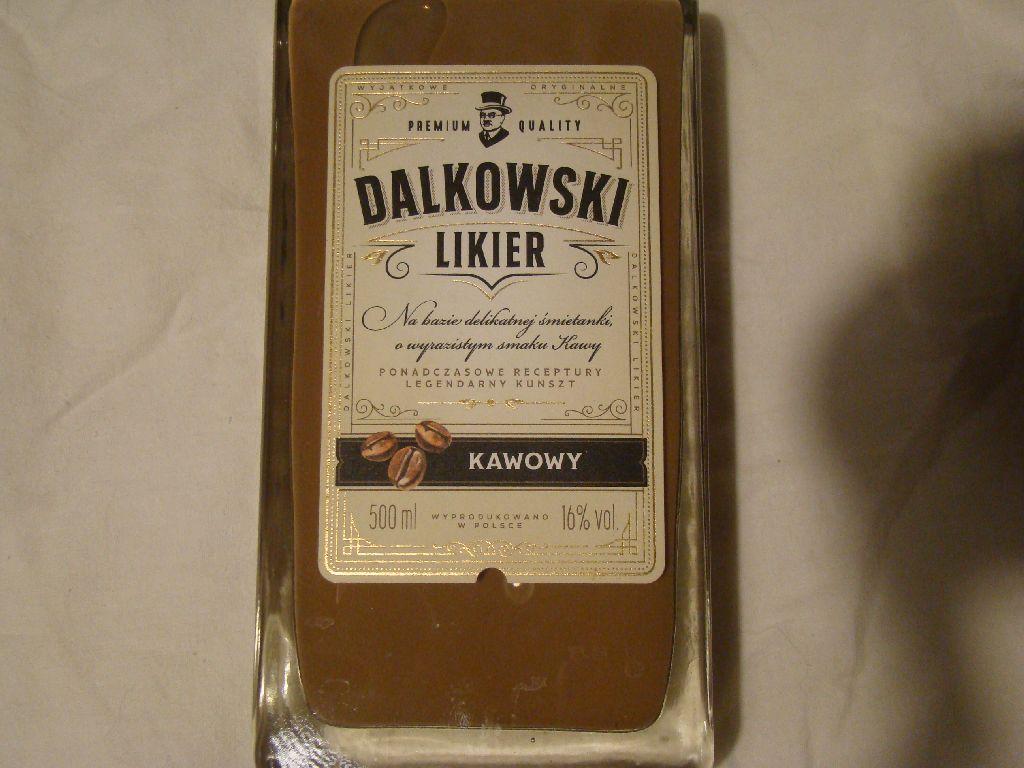 WYJĄTKOWE ORYGINALNE
PREMIUM QUALITY
DALKOWSKI
LIKIER
DALKOWSKI LIKIER
DALKOWSKI LIKIER
Na bazie delikatnej śmietanki,
o wyrazistym smaku Kawy
PONADCZASOWE RECEPTURY
LEGENDARNY KUNSZT
KAWOWY
500 ml WYPRODUKOWANO 16% vol.
W POLSCE